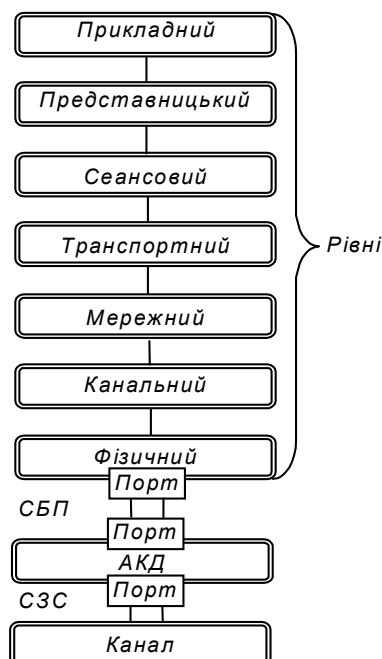 Прикладний
Представницький
Сеансовий
Транспортний
Рівні
Мережний
Канальний
Фізичний
Порт
СБП
Порт
АКД
Порт
СЗС
Канал